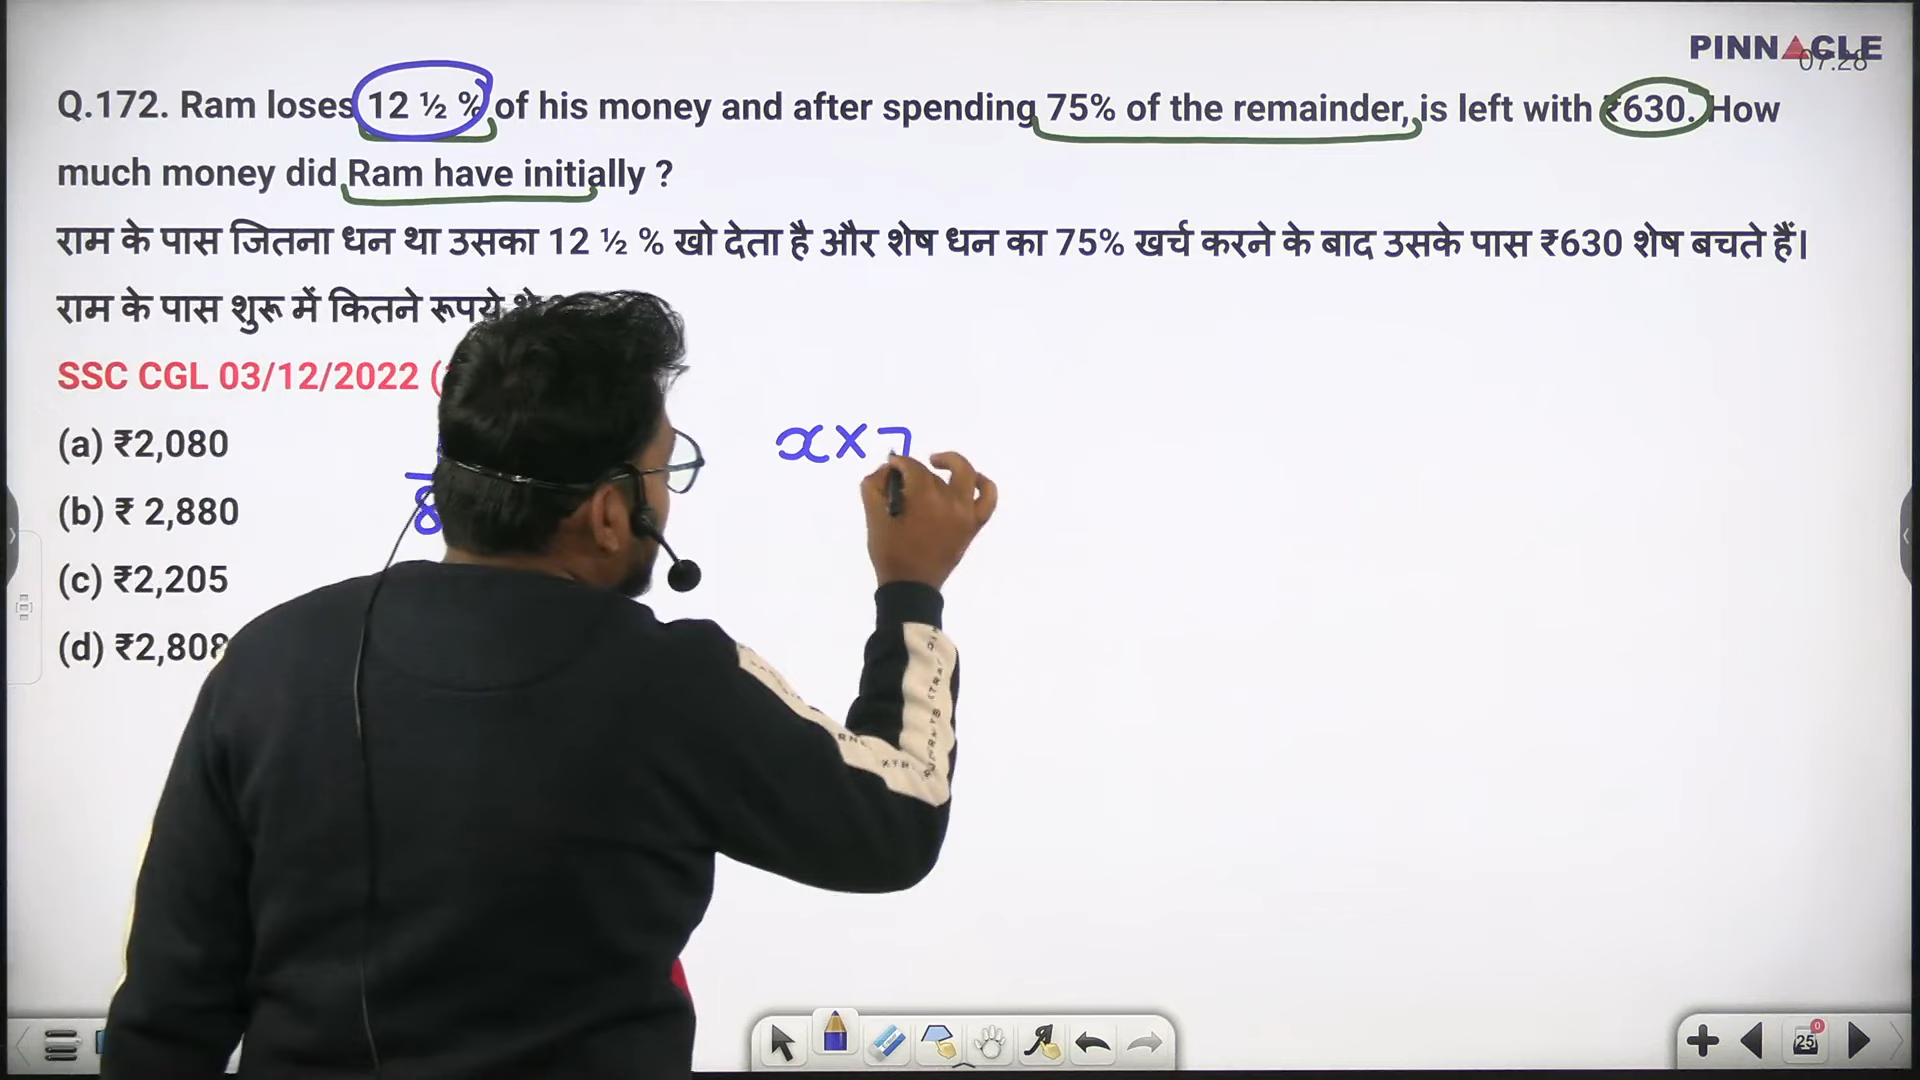 PINNACLE
07:28
Q.172. Ram loses 12 ½ % of his money and after spending 75% of the remainder, is left with ₹630. How
much money did Ram have initially ?
राम के पास जितना धन था उसका 12 ½ % खो देता है और शेष धन का 75% खर्च करने के बाद उसके पास ₹630 शेष बचते हैं।
राम के पास शुरू में कितने रूपये
SSC CGL 03/12/2022 (
(a) ₹2,080
(b) ₹ 2,880
(c) ₹2,205
(d) ₹2,808
8
x×7
25
0